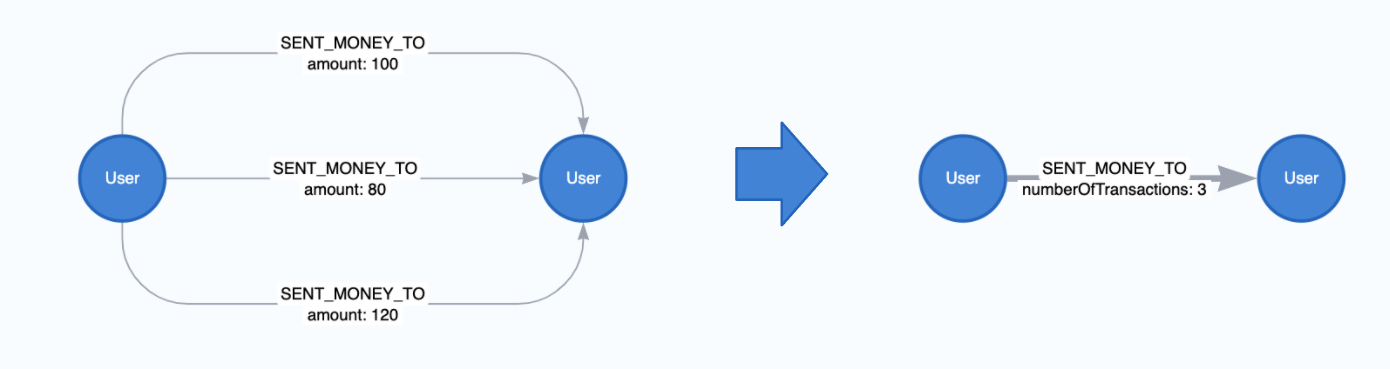 SENT_MONEY_TO
amount: 100
User
SENT_MONEY_TO
amount: 80
User
SENT_MONEY_TO
amount: 120
User
SENT_MONEY_TO
numberOfTransactions: 3
User